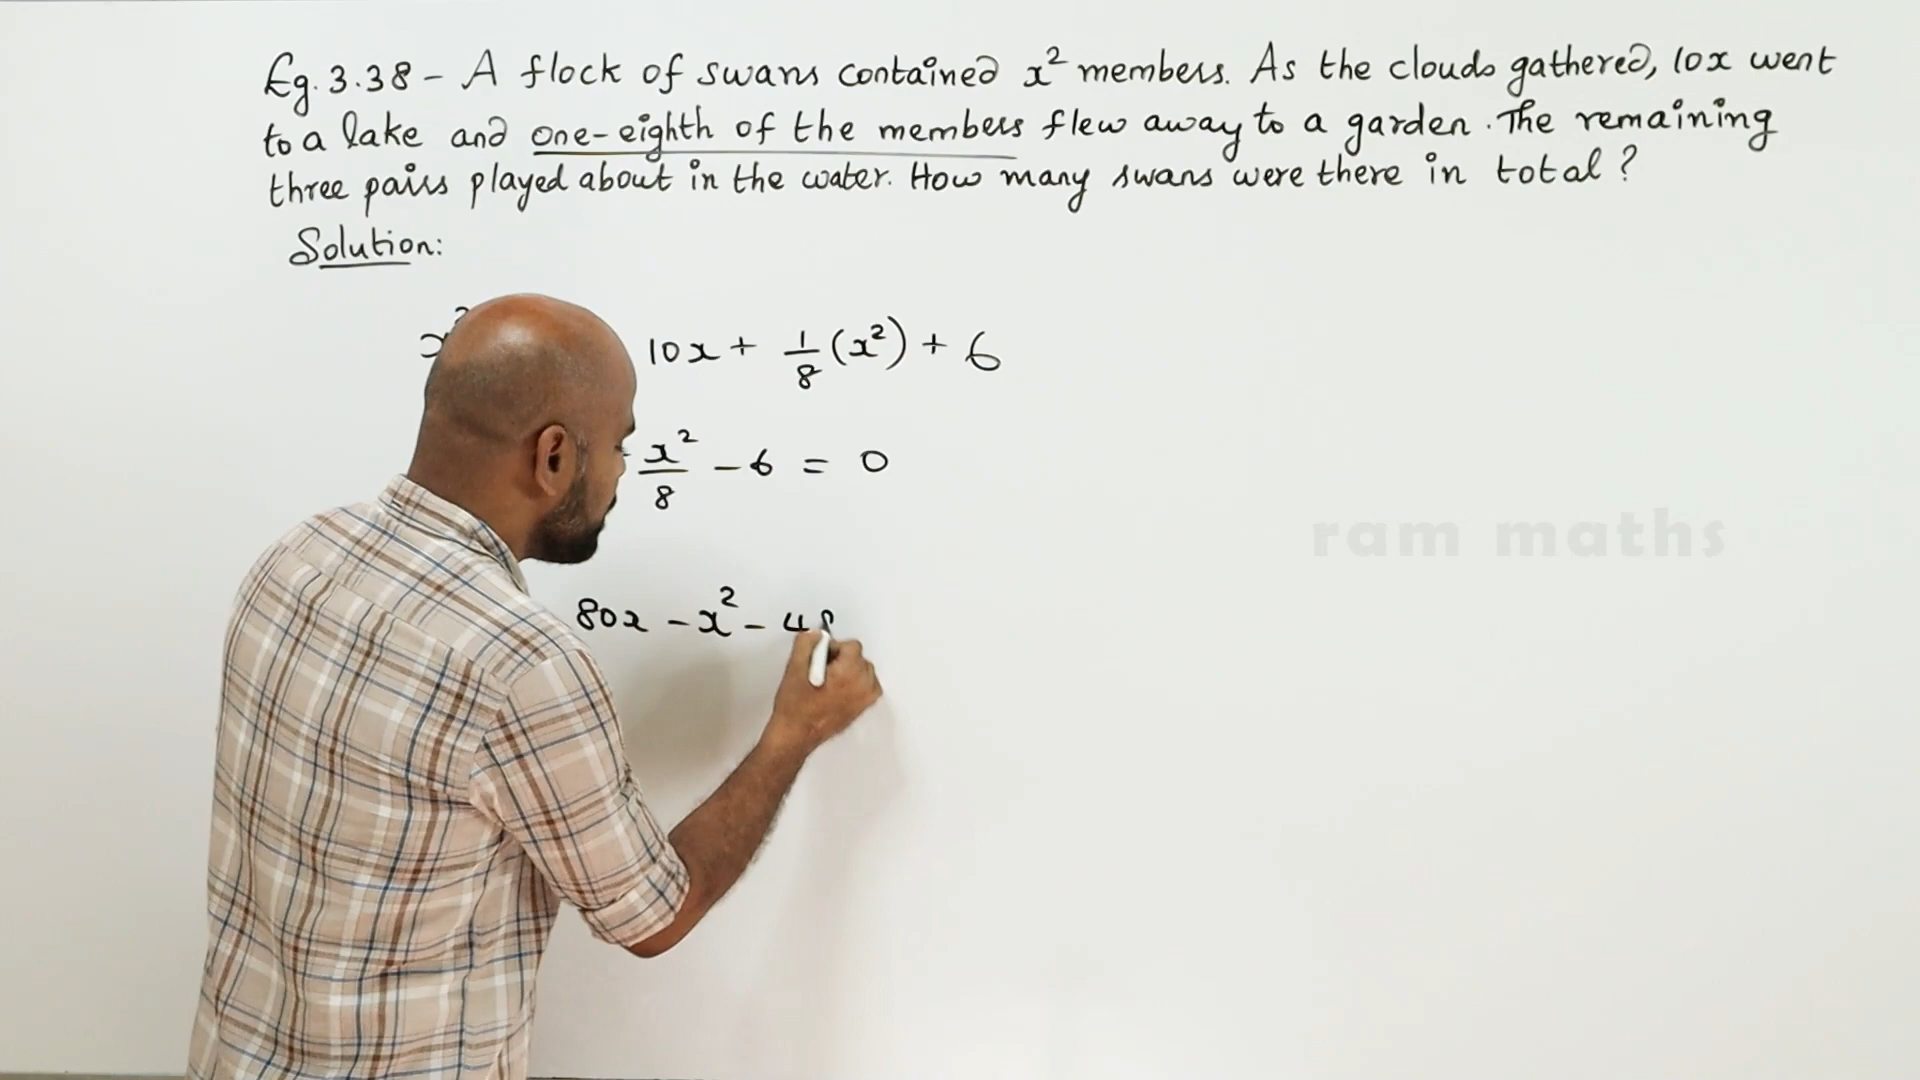 Eg. 3.38 - A flock of swans contained x² members. As the clouds gathered, 10x went
to a lake and one-eighth of the members flew away to a garden. The remaining
three pairs played about in the water. How many swans were there in total?
Solution:
x² 10x + 1/8 (x²) + 6
x²/8 - 6 = 0
ram maths
80x - x² - 48